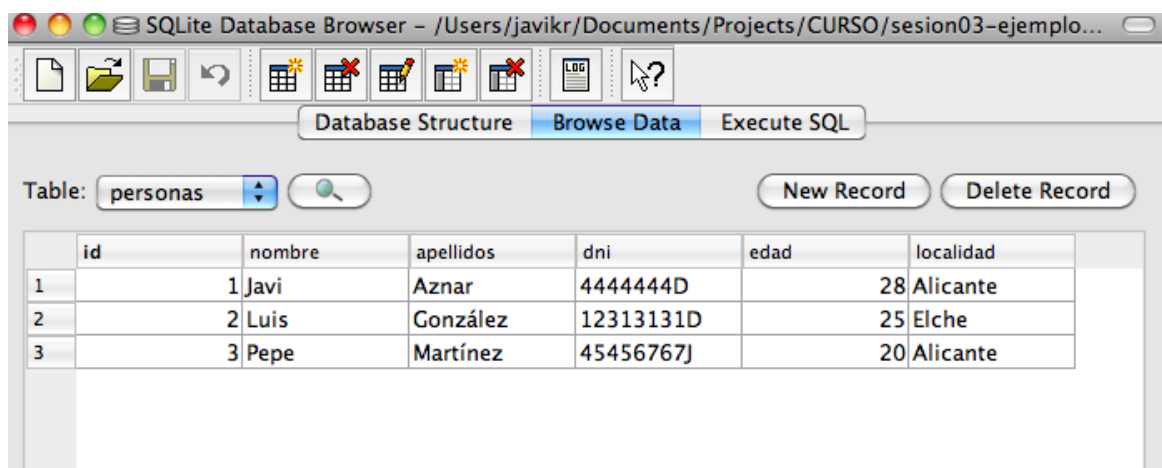 SQLite Database Browser – /Users/javikr/Documents/Projects/CURSO/sesion03-ejemplo...
LOG
Database Structure Browse Data Execute SQL
Table: personas New Record Delete Record
id nombre apellidos dni edad localidad
1 1 Javi Aznar 4444444D 28 Alicante
2 2 Luis González 12313131D 25 Elche
3 3 Pepe Martínez 45456767J 20 Alicante